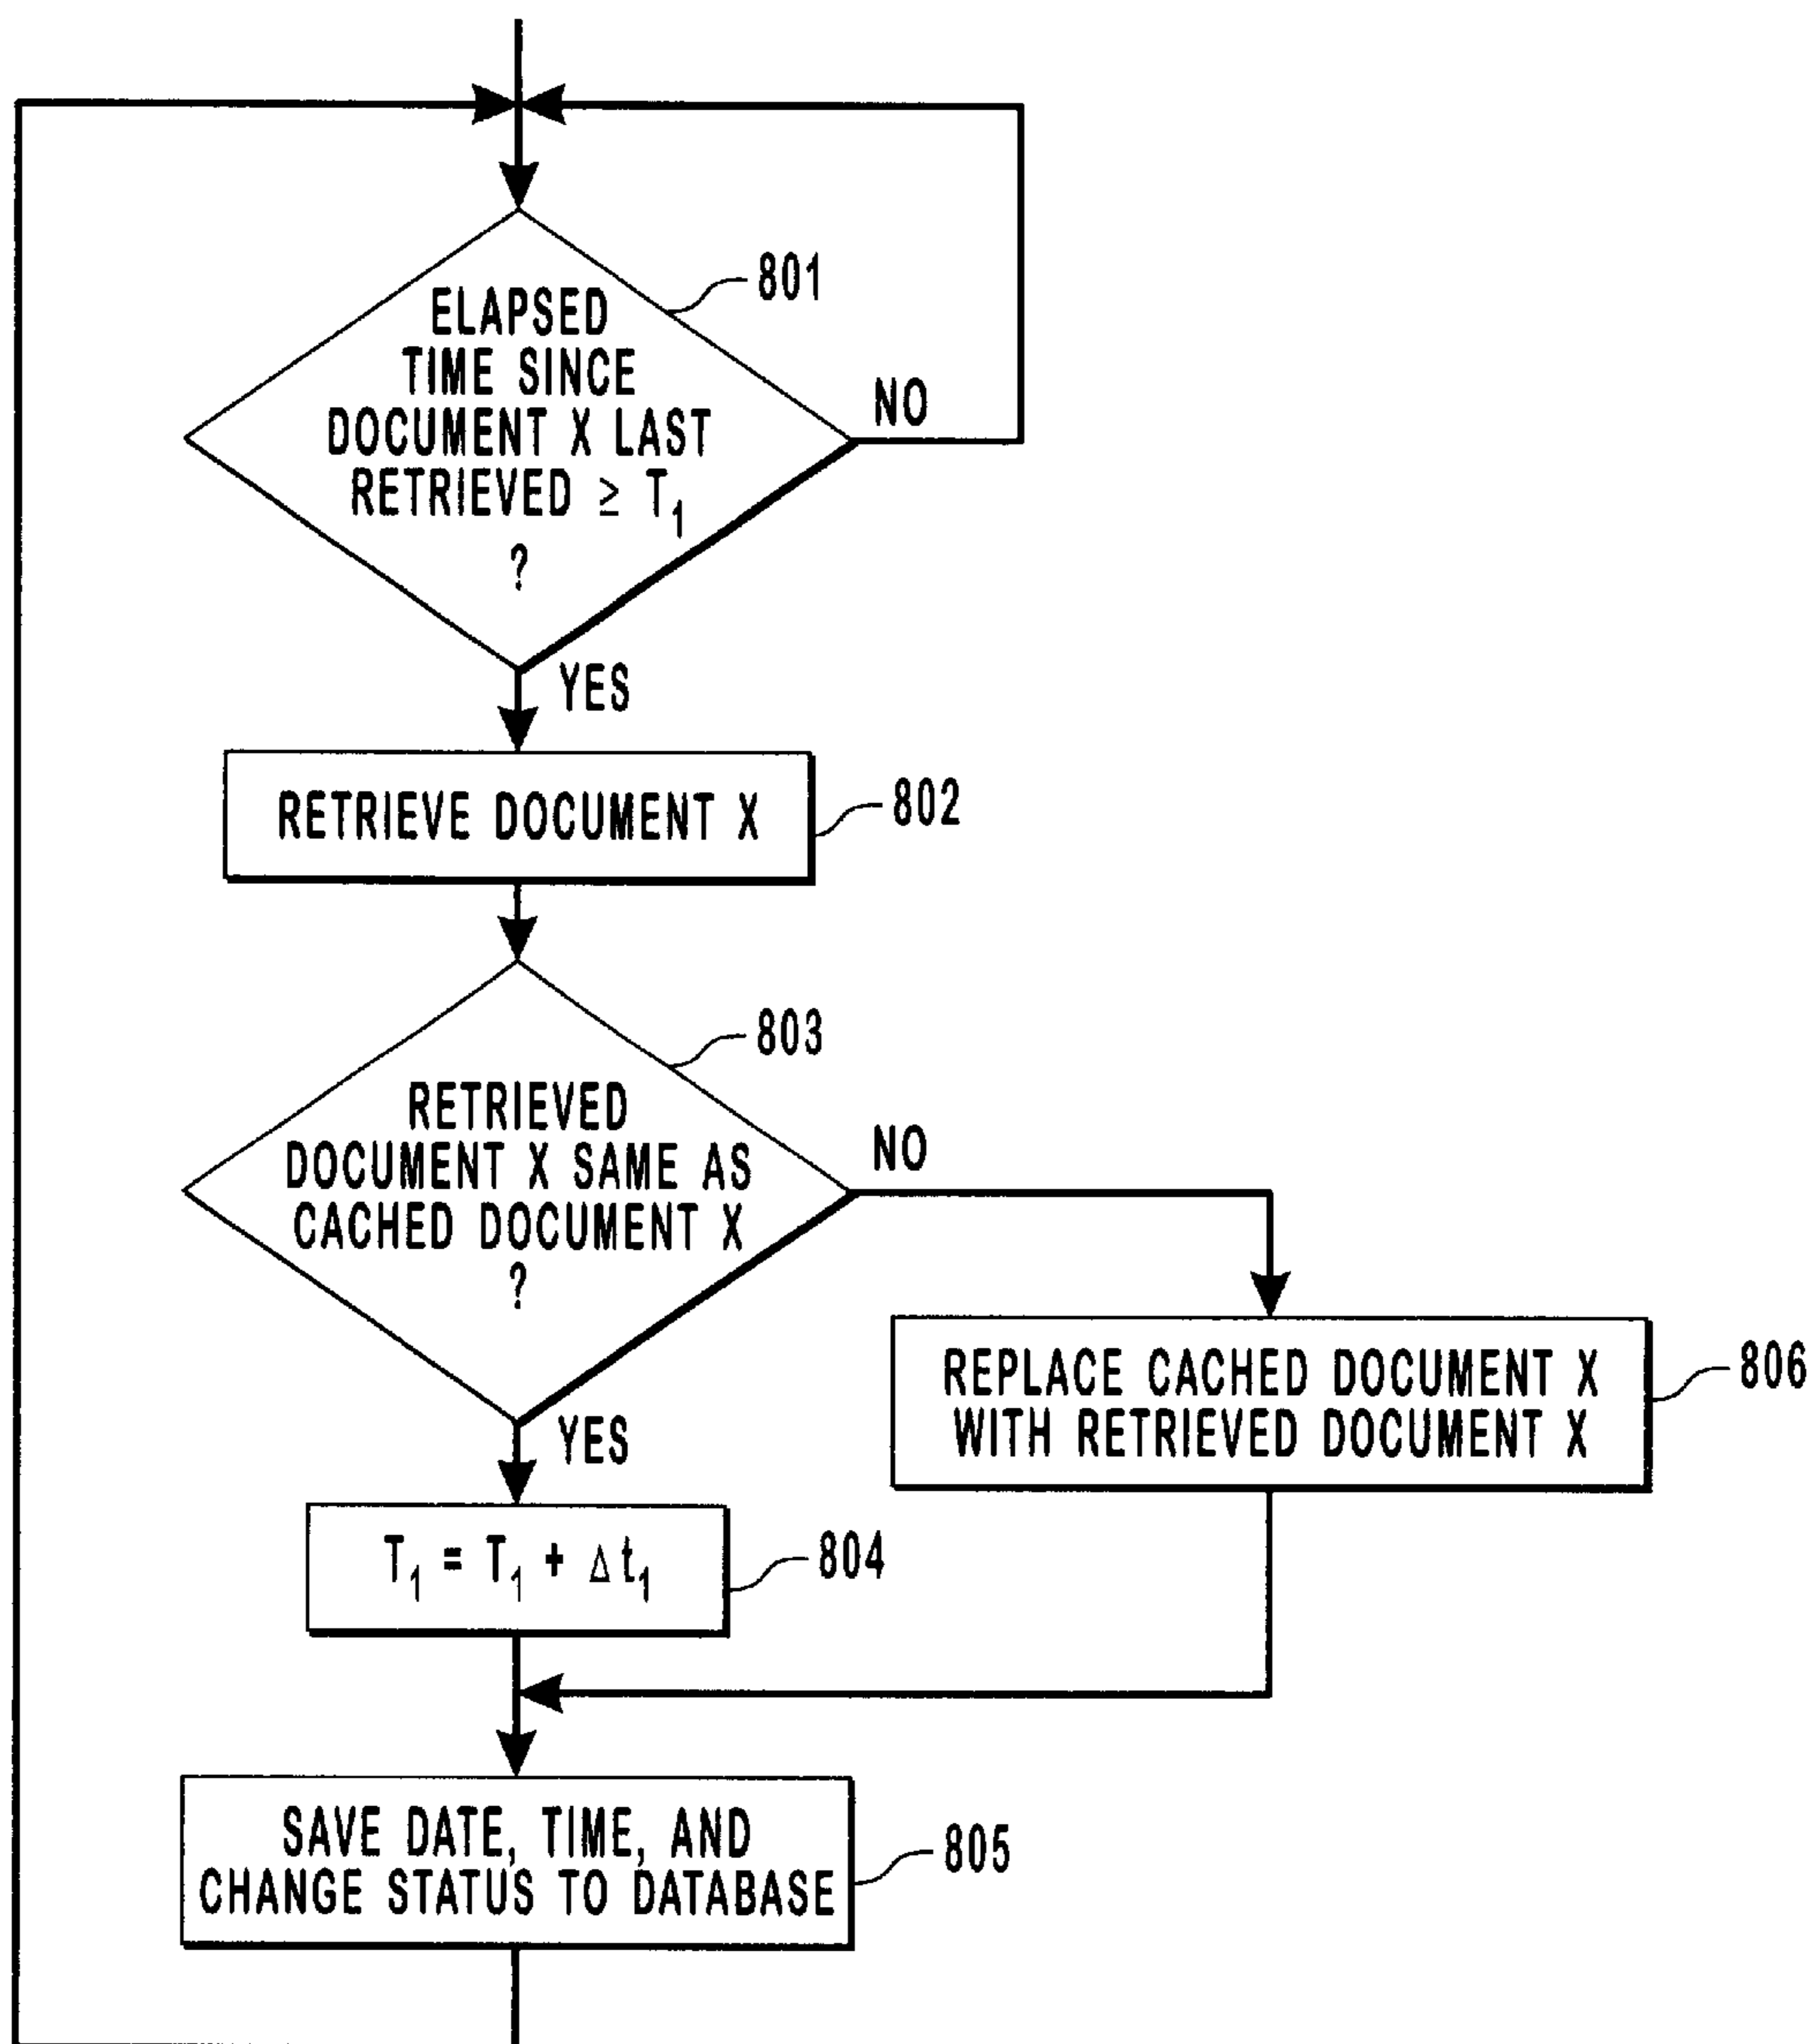 801
ELAPSED
TIME SINCE
DOCUMENT X LAST
RETRIEVED ≥ T₁
?
NO
YES
RETRIEVE DOCUMENT X
802
803
RETRIEVED
DOCUMENT X SAME AS
CACHED DOCUMENT X
?
NO
YES
REPLACE CACHED DOCUMENT X
WITH RETRIEVED DOCUMENT X
806
T₁ = T₁ + Δt₁
804
SAVE DATE, TIME, AND
CHANGE STATUS TO DATABASE
805